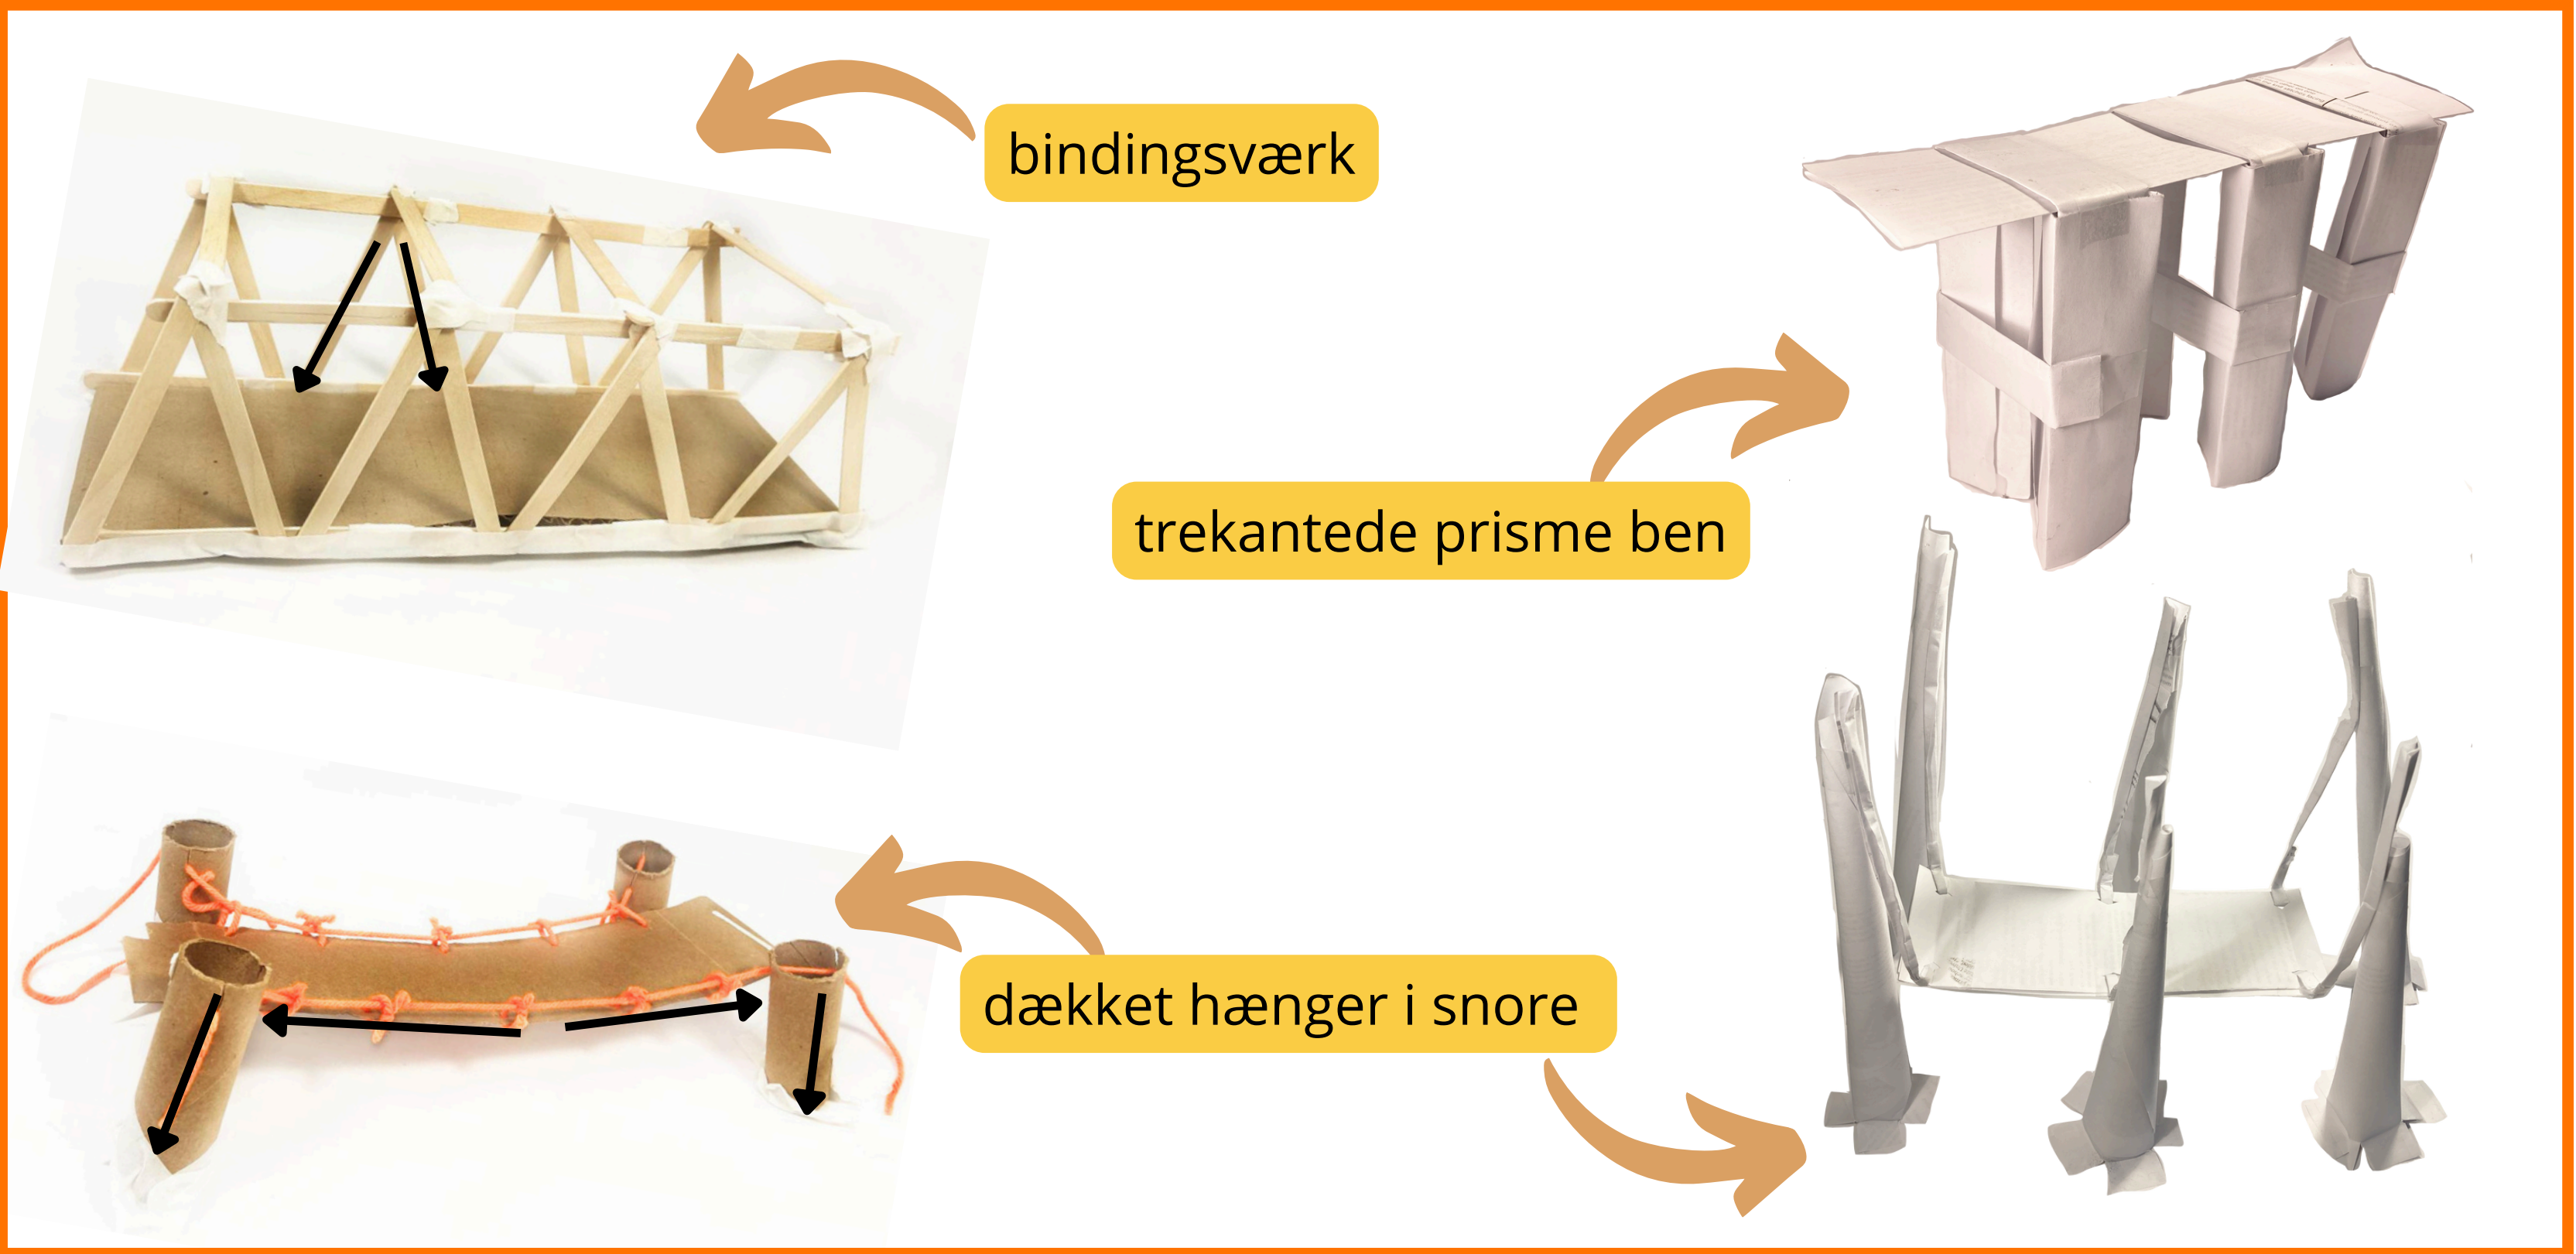 bindingsværk
trekantede prisme ben
dækket hænger i snore